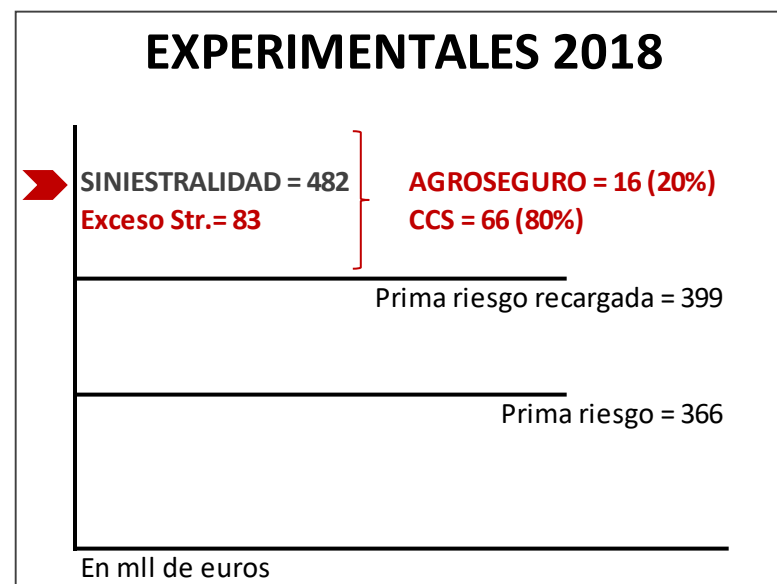 EXPERIMENTALES 2018
SINIESTRALIDAD = 482
Exceso Str.= 83
AGROSEGURO = 16 (20%)
CCS = 66 (80%)
Prima riesgo recargada = 399
Prima riesgo = 366
En mll de euros